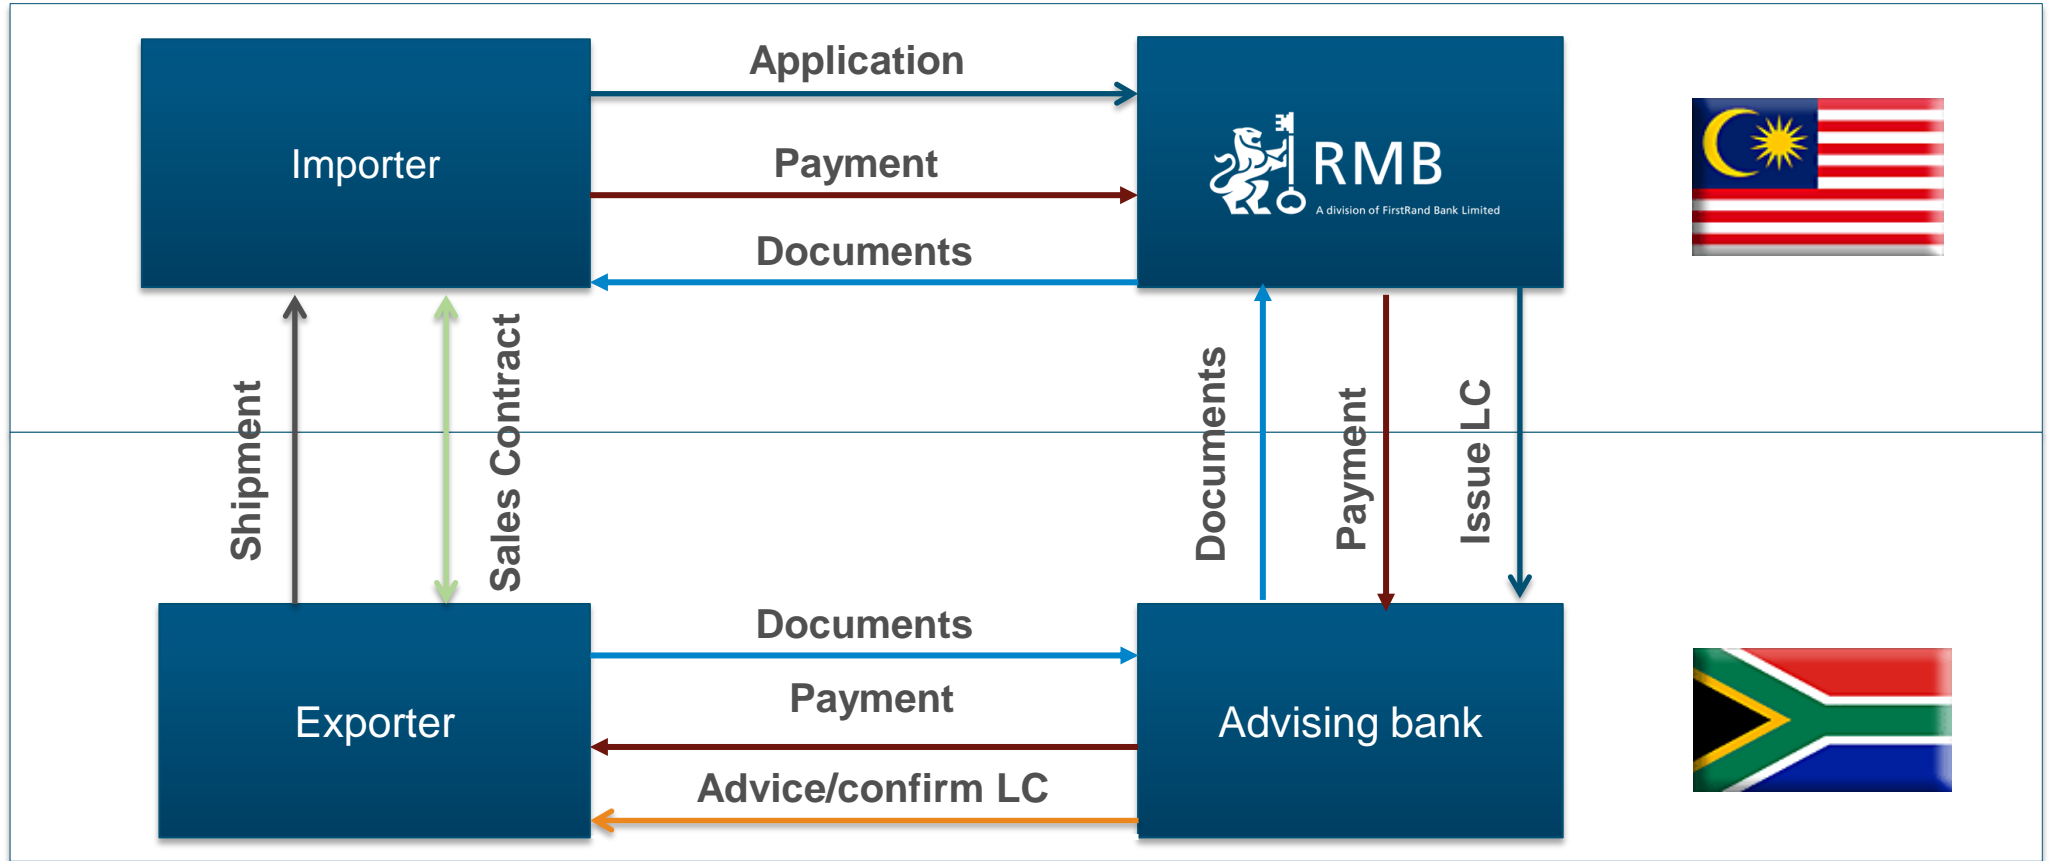 Application
Importer
Payment
RMB
A division of FirstRand Bank Limited
Documents
Shipment
Sales Contract
Documents
Payment
Issue LC
Documents
Exporter
Payment
Advising bank
Advice/confirm LC